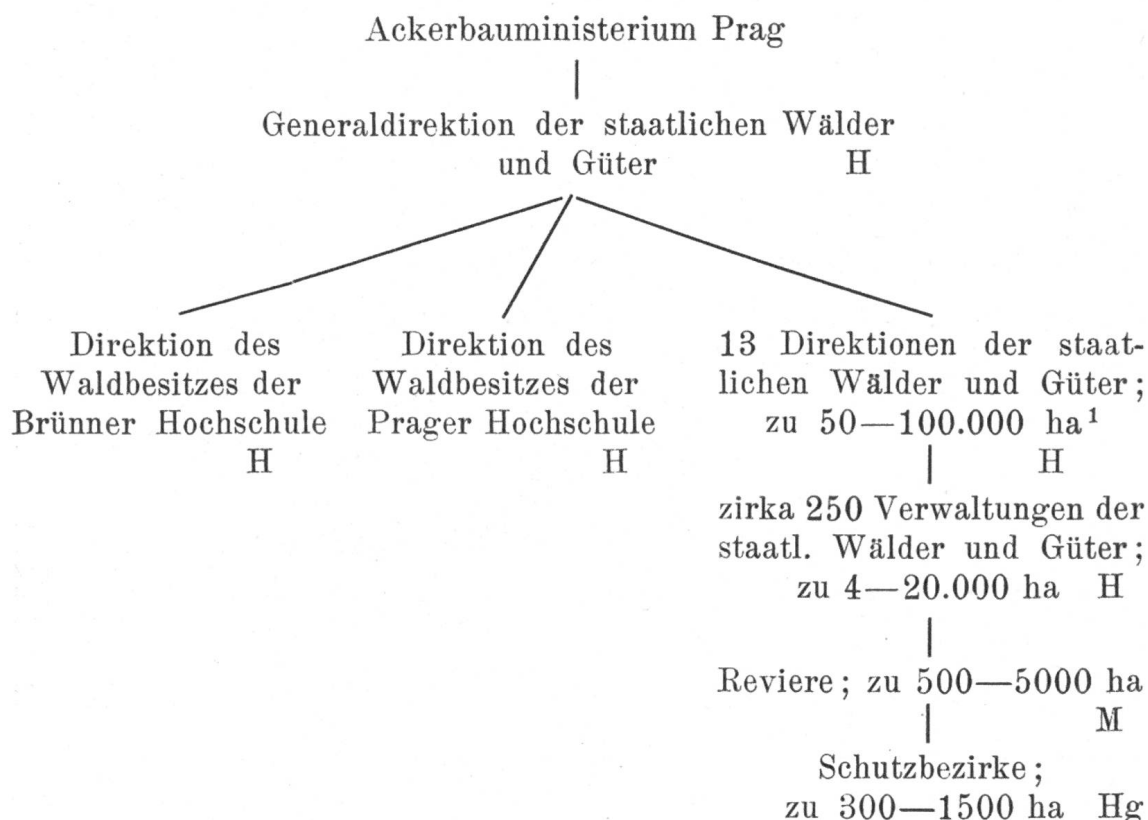 Ackerbauministerium Prag
Generaldirektion der staatlichen Wälder
und Güter H
Direktion des
Waldbesitzes der
Brünner Hochschule
H
Direktion des
Waldbesitzes der
Prager Hochschule
H
13 Direktionen der staat-
lichen Wälder und Güter;
zu 50—100.000 ha¹
H
zirka 250 Verwaltungen der
staatl. Wälder und Güter;
zu 4—20.000 ha H
Reviere; zu 500—5000 ha
M
Schutzbezirke;
zu 300—1500 ha Hg